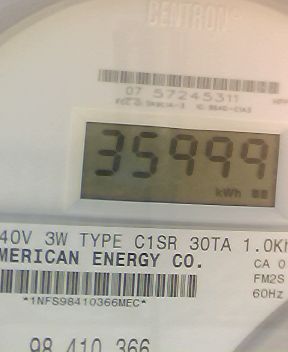 CENTRON
07 57245311
35999
kWh
40V 3W TYPE C1SR 30TA 1.0Kh
MERICAN ENERGY CO.
CA 0
FM2S
60Hz
*1NFS98410366MEC*
98 410 366